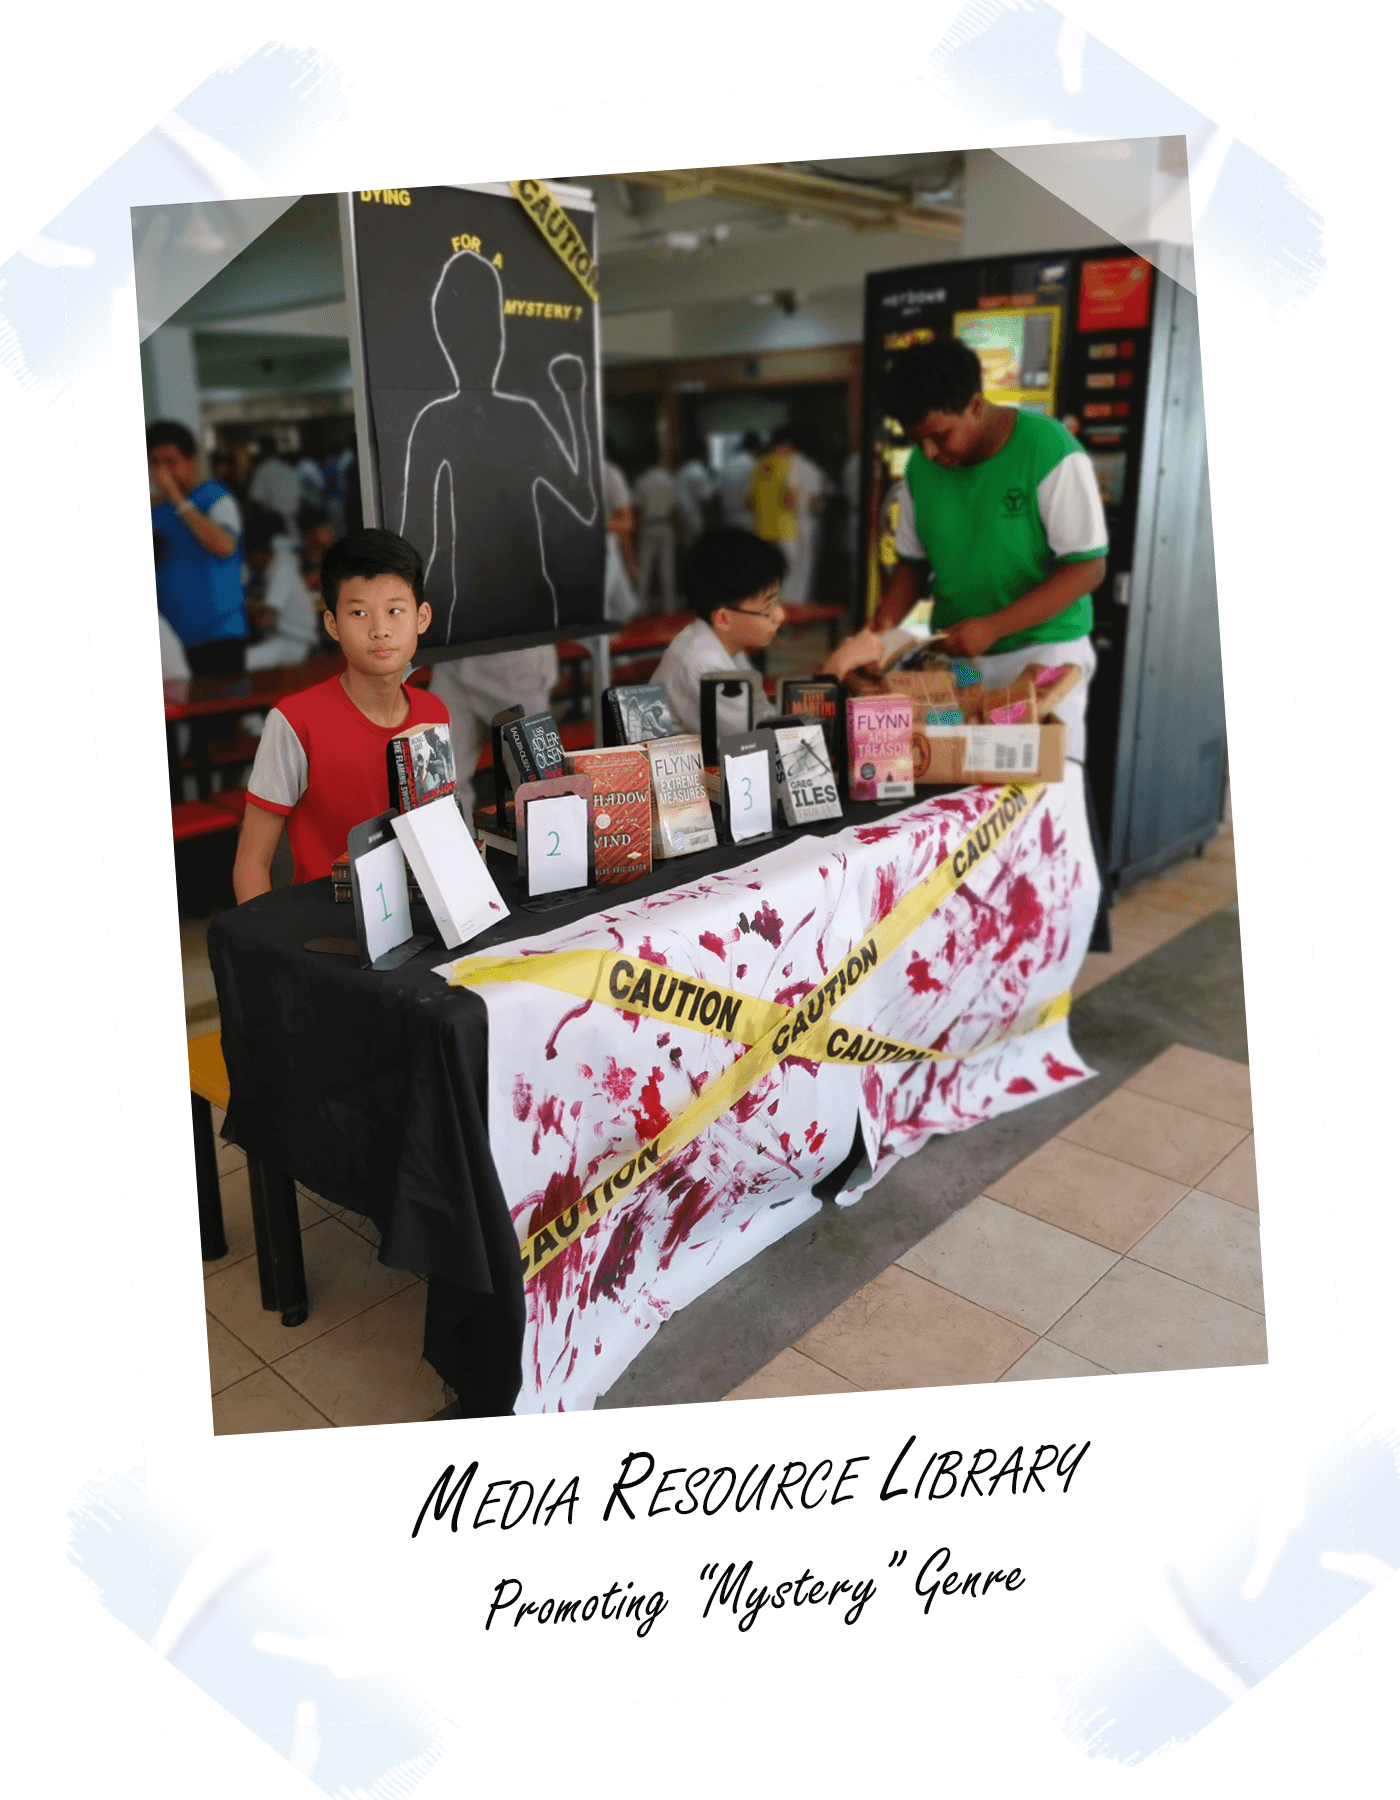 DYING
FOR A
MYSTERY?
CAUTION
THE FLAMING SWORD
ADLER-
OLSEN
SHADOW
OF THE
WIND
FLYNN
EXTREME
MEASURES
GREG
ILES
FLYNN
ACT OF
TREASON
1
2
3
CAUTION
CAUTION
CAUTION
CAUTION
CAUTION
MEDIA RESOURCE LIBRARY
Promoting “Mystery” Genre